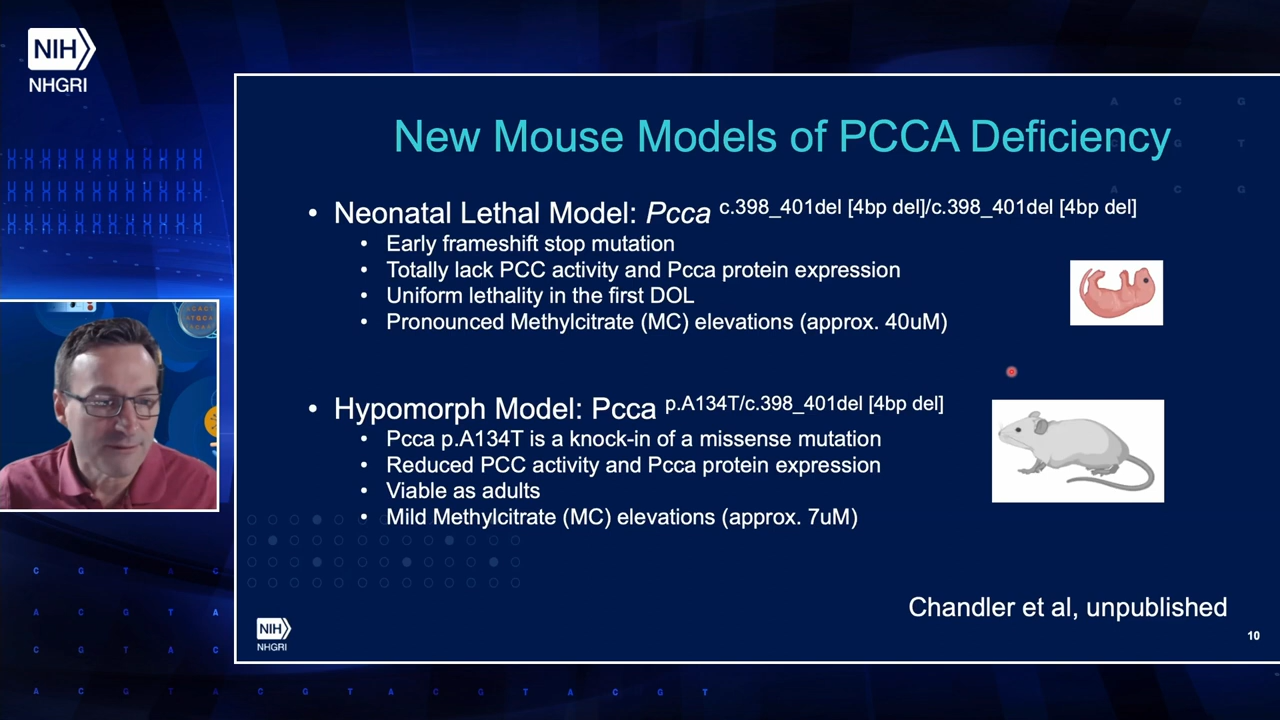 NIH
NHGRI
New Mouse Models of PCCA Deficiency
• Neonatal Lethal Model: Pcca c.398_401del [4bp del]/c.398_401del [4bp del]
• Early frameshift stop mutation
• Totally lack PCC activity and Pcca protein expression
• Uniform lethality in the first DOL
• Pronounced Methylcitrate (MC) elevations (approx. 40uM)
• Hypomorph Model: Pcca p.A134T/c.398_401del [4bp del]
• Pcca p.A134T is a knock-in of a missense mutation
• Reduced PCC activity and Pcca protein expression
• Viable as adults
• Mild Methylcitrate (MC) elevations (approx. 7uM)
Chandler et al, unpublished
NIH
NHGRI
10
A C G
G T
A C G
C G T A C
A C G T A
C G T A C
A C G T A C G T A C G T A C G T